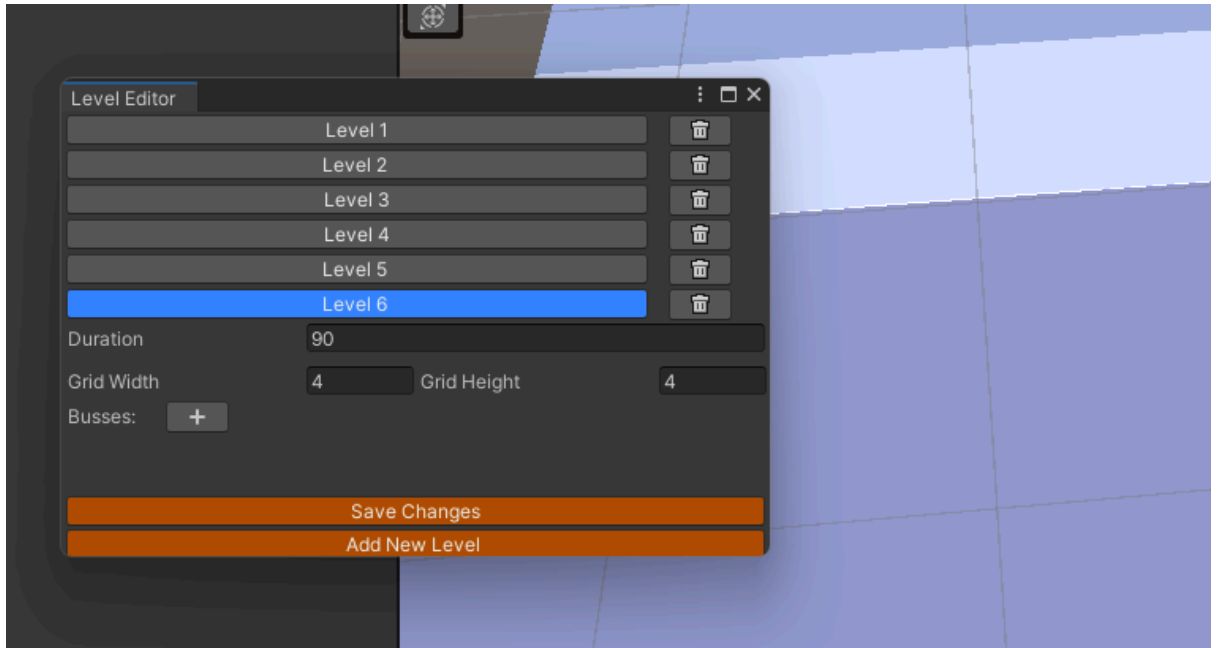 Level Editor
Level 1
Level 2
Level 3
Level 4
Level 5
Level 6
Duration 90
Grid Width 4 Grid Height 4
Busses: +
Save Changes
Add New Level